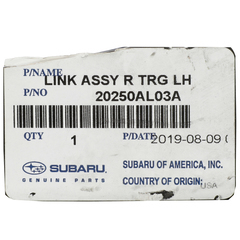 P/NAME
LINK ASSY R TRG LH
P/NO 20250AL03A
QTY 1 P/DATE 2019-08-09 0
SUBARU
GENUINE PARTS
SUBARU OF AMERICA, INC.
COUNTRY OF ORIGIN: USA